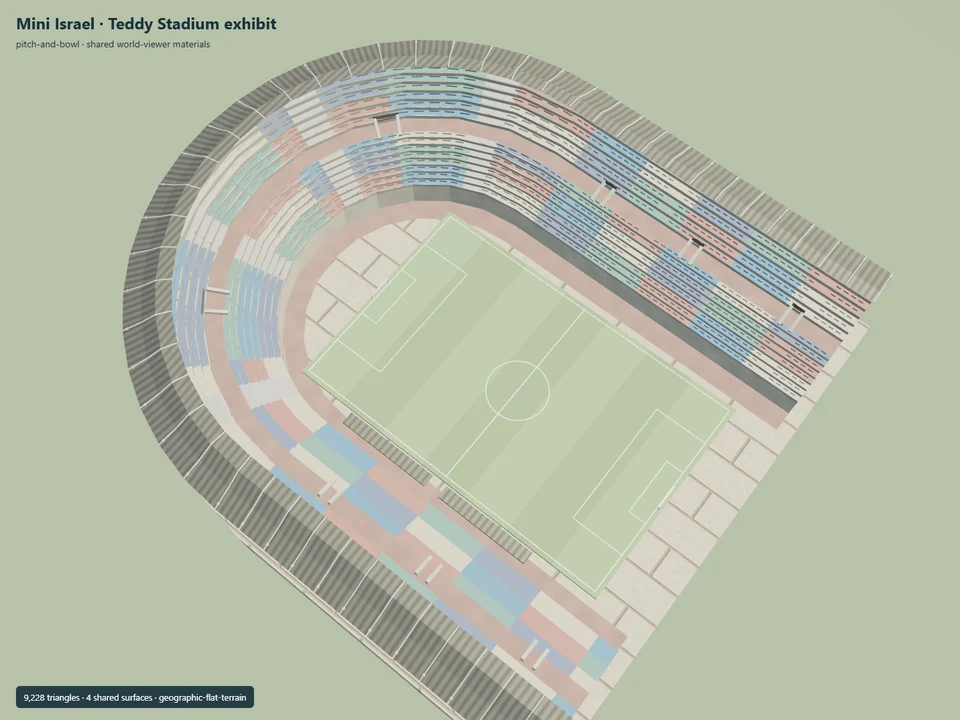 Mini Israel · Teddy Stadium exhibit
pitch-and-bowl · shared world-viewer materials
9,228 triangles · 4 shared surfaces · geographic-flat-terrain